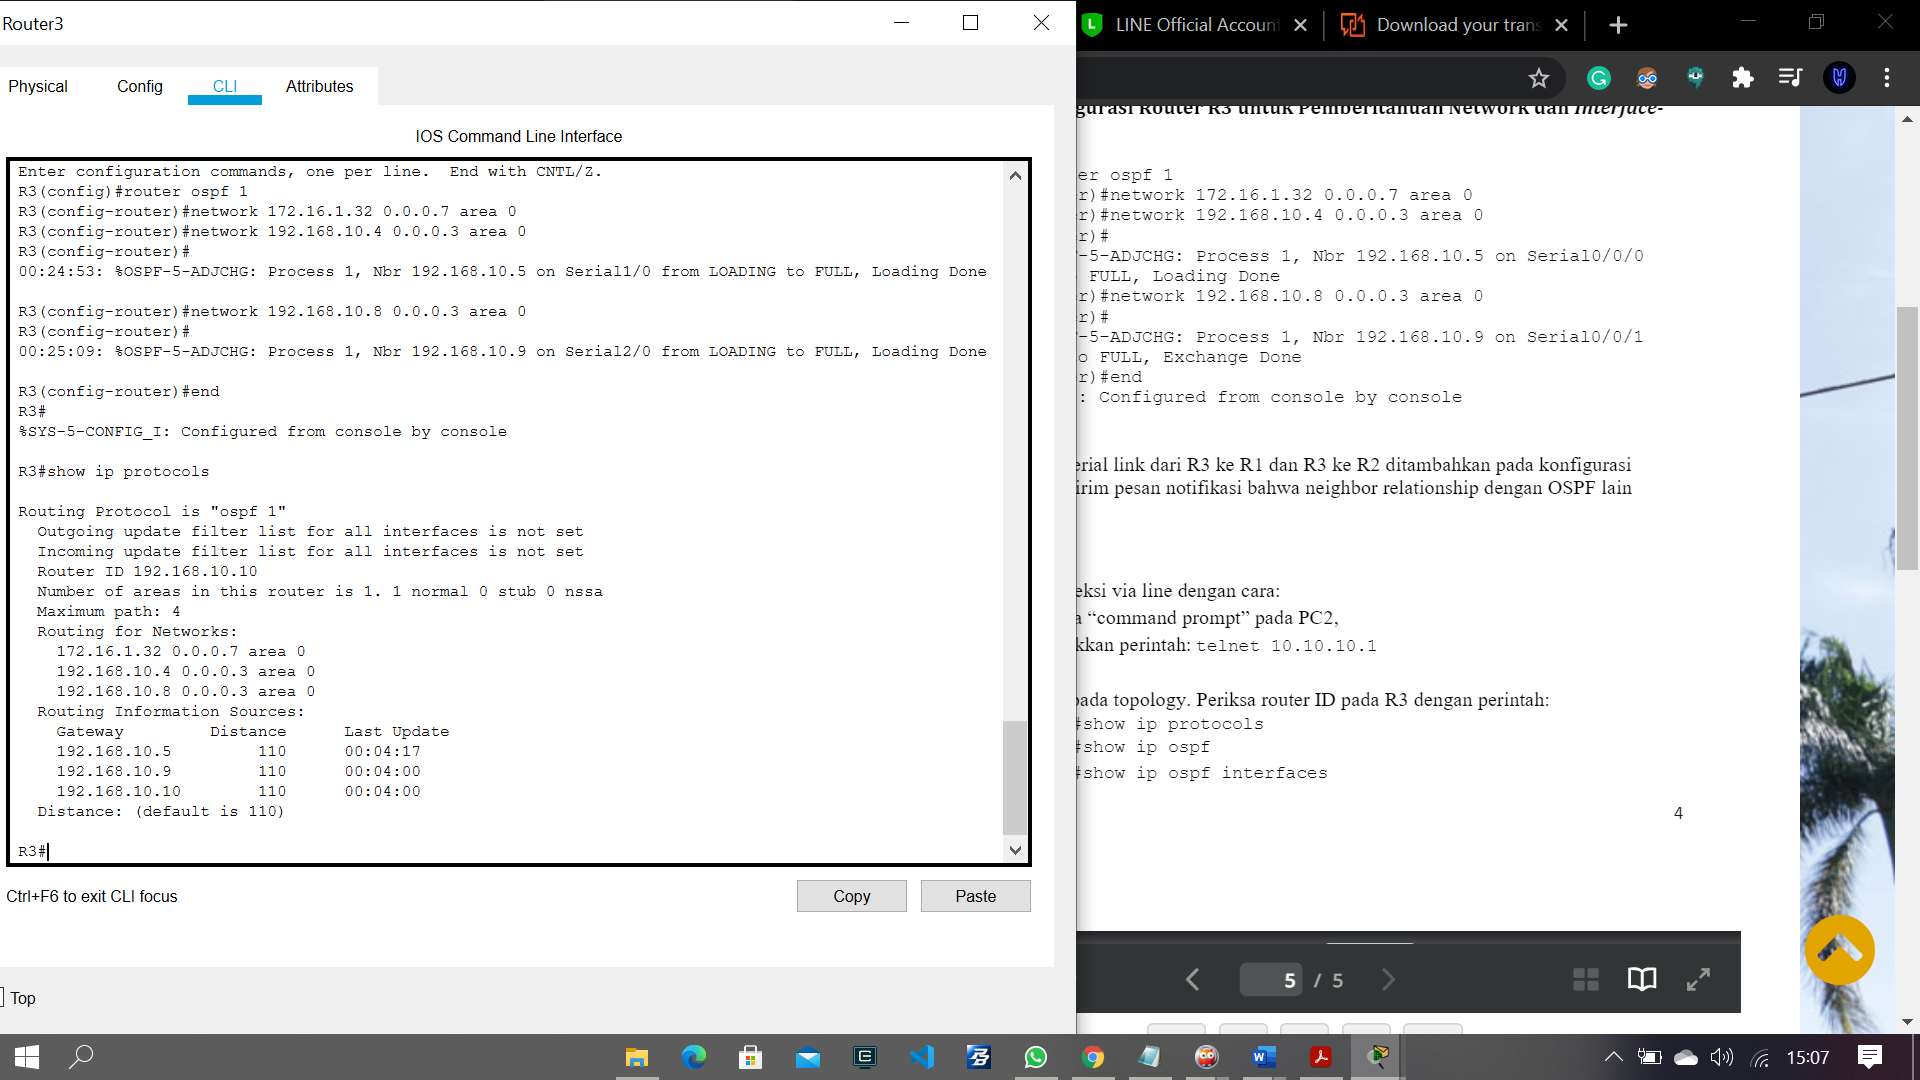 Router3
Physical
Config
CLI
Attributes
IOS Command Line Interface
Enter configuration commands, one per line.  End with CNTL/Z.
R3(config)#router ospf 1
R3(config-router)#network 172.16.1.32 0.0.0.7 area 0
R3(config-router)#network 192.168.10.4 0.0.0.3 area 0
R3(config-router)#
00:24:53: %OSPF-5-ADJCHG: Process 1, Nbr 192.168.10.5 on Serial1/0 from LOADING to FULL, Loading Done
R3(config-router)#network 192.168.10.8 0.0.0.3 area 0
R3(config-router)#
00:25:09: %OSPF-5-ADJCHG: Process 1, Nbr 192.168.10.9 on Serial2/0 from LOADING to FULL, Loading Done
R3(config-router)#end
R3#
%SYS-5-CONFIG_I: Configured from console by console
R3#show ip protocols
Routing Protocol is "ospf 1"
Outgoing update filter list for all interfaces is not set
Incoming update filter list for all interfaces is not set
Router ID 192.168.10.10
Number of areas in this router is 1. 1 normal 0 stub 0 nssa
Maximum path: 4
Routing for Networks:
172.16.1.32 0.0.0.7 area 0
192.168.10.4 0.0.0.3 area 0
192.168.10.8 0.0.0.3 area 0
Routing Information Sources:
Gateway         Distance      Last Update
192.168.10.5         110      00:04:17
192.168.10.9         110      00:04:00
192.168.10.10        110      00:04:00
Distance: (default is 110)
R3#
Ctrl+F6 to exit CLI focus
Copy
Paste
Top
LINE Official Accoun
Download your trans
gurasi Router R3 untuk Pemberitahuan Network dan Interface-
er ospf 1
r)#network 172.16.1.32 0.0.0.7 area 0
r)#network 192.168.10.4 0.0.0.3 area 0
r)#
-5-ADJCHG: Process 1, Nbr 192.168.10.5 on Serial0/0/0
FULL, Loading Done
r)#network 192.168.10.8 0.0.0.3 area 0
r)#
-5-ADJCHG: Process 1, Nbr 192.168.10.9 on Serial0/0/1
o FULL, Exchange Done
r)#end
: Configured from console by console
erial link dari R3 ke R1 dan R3 ke R2 ditambahkan pada konfigurasi
irim pesan notifikasi bahwa neighbor relationship dengan OSPF lain
eksi via line dengan cara:
a “command prompt” pada PC2,
kkan perintah: telnet 10.10.10.1
pada topology. Periksa router ID pada R3 dengan perintah:
#show ip protocols
#show ip ospf
#show ip ospf interfaces
4
5 / 5
15:07